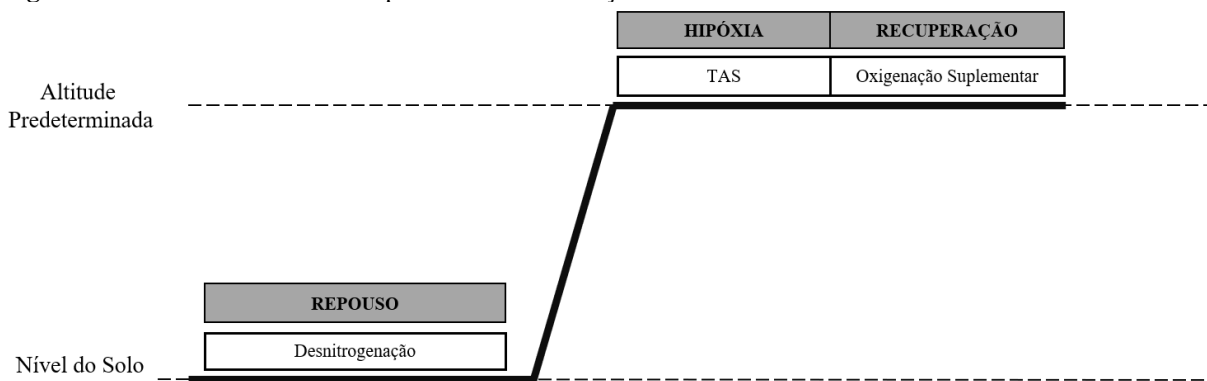 HIPÓXIA RECUPERAÇÃO
TAS Oxigenação Suplementar
Altitude
Predeterminada
REPOUSO
Desnitrogenação
Nível do Solo